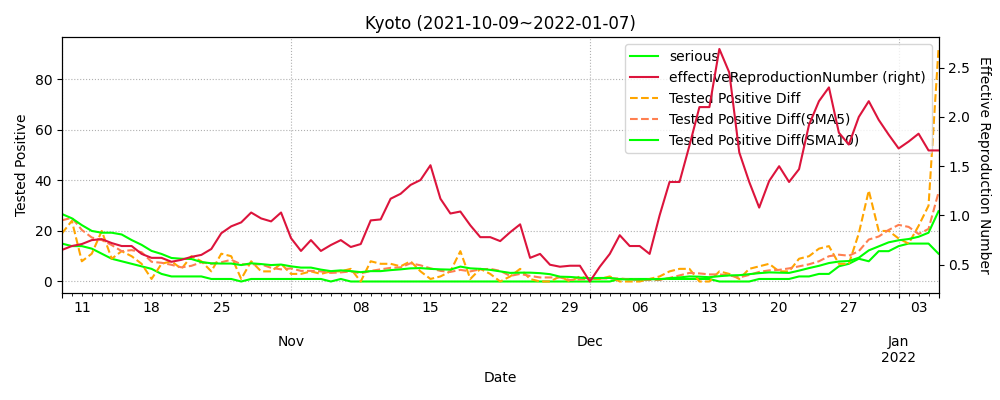 Kyoto (2021-10-09~2022-01-07)
serious
effectiveReproductionNumber (right)
Tested Positive Diff
Tested Positive Diff(SMA5)
Tested Positive Diff(SMA10)
Tested Positive
80
60
40
20
0
2.5
2.0
1.5
1.0
0.5
Effective Reproduction Number
11 18 25 08 15 22 29 06 13 20 27 03
Nov Dec Jan
2022
Date